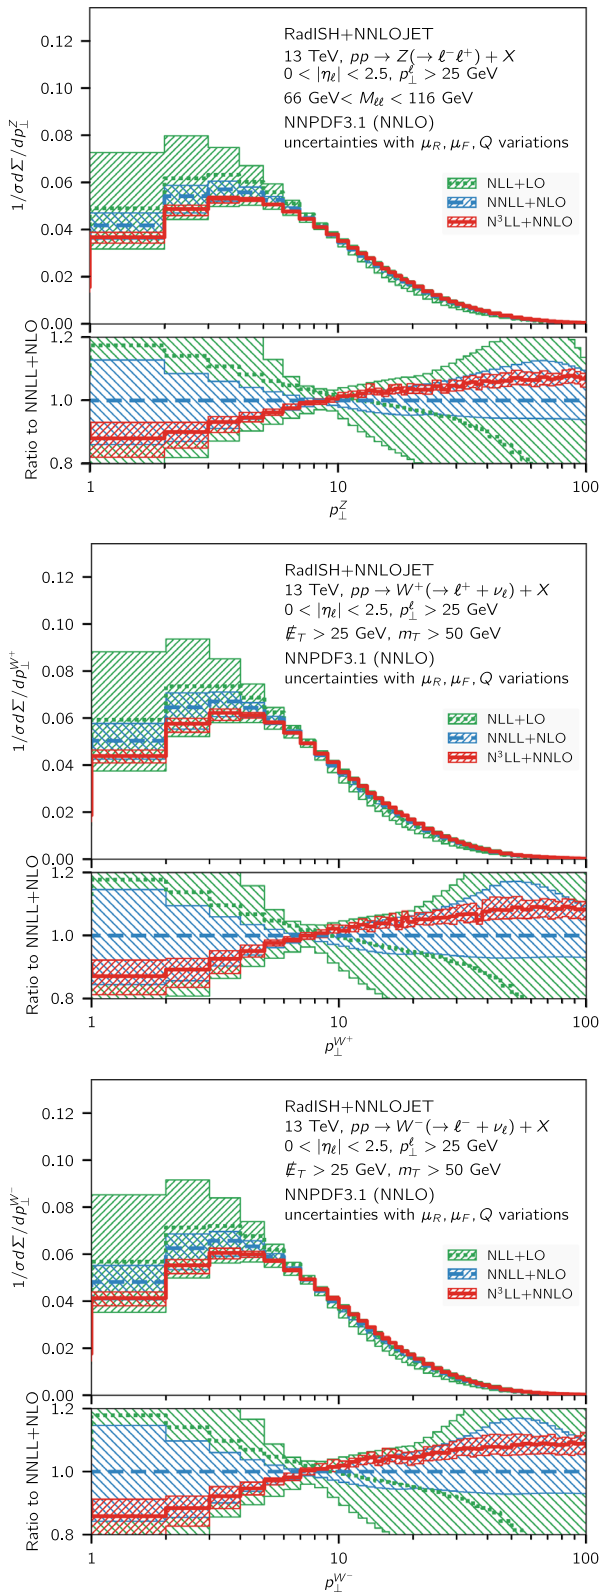 RadISH+NNLOJET
13 TeV, pp → Z(→ ℓ⁻ℓ⁺) + X
0 < |ηℓ| < 2.5, p⊥^ℓ > 25 GeV
66 GeV < Mℓℓ < 116 GeV
NNPDF3.1 (NNLO)
uncertainties with μR, μF, Q variations
NLL+LO
NNLL+NLO
N³LL+NNLO
1/σdΣ/dp⊥^Z
0.12
0.10
0.08
0.06
0.04
0.02
0.00
Ratio to NNLL+NLO
1.2
1.0
0.8
1
10
100
p⊥^Z
RadISH+NNLOJET
13 TeV, pp → W⁺(→ ℓ⁺ + νℓ) + X
0 < |ηℓ| < 2.5, p⊥^ℓ > 25 GeV
E̸T > 25 GeV, mT > 50 GeV
NNPDF3.1 (NNLO)
uncertainties with μR, μF, Q variations
NLL+LO
NNLL+NLO
N³LL+NNLO
1/σdΣ/dp⊥^W⁺
0.12
0.10
0.08
0.06
0.04
0.02
0.00
Ratio to NNLL+NLO
1.2
1.0
0.8
1
10
100
p⊥^W⁺
RadISH+NNLOJET
13 TeV, pp → W⁻(→ ℓ⁻ + νℓ) + X
0 < |ηℓ| < 2.5, p⊥^ℓ > 25 GeV
E̸T > 25 GeV, mT > 50 GeV
NNPDF3.1 (NNLO)
uncertainties with μR, μF, Q variations
NLL+LO
NNLL+NLO
N³LL+NNLO
1/σdΣ/dp⊥^W⁻
0.12
0.10
0.08
0.06
0.04
0.02
0.00
Ratio to NNLL+NLO
1.2
1.0
0.8
1
10
100
p⊥^W⁻